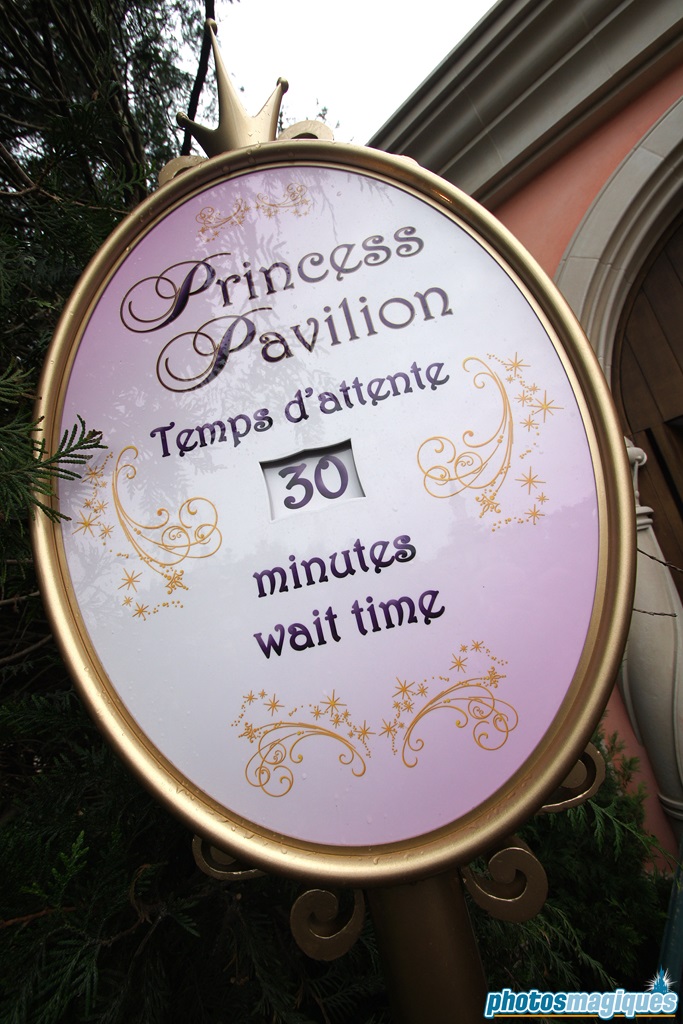 Princess
Pavilion
Temps d'attente
30
minutes
wait time
photosmagiques